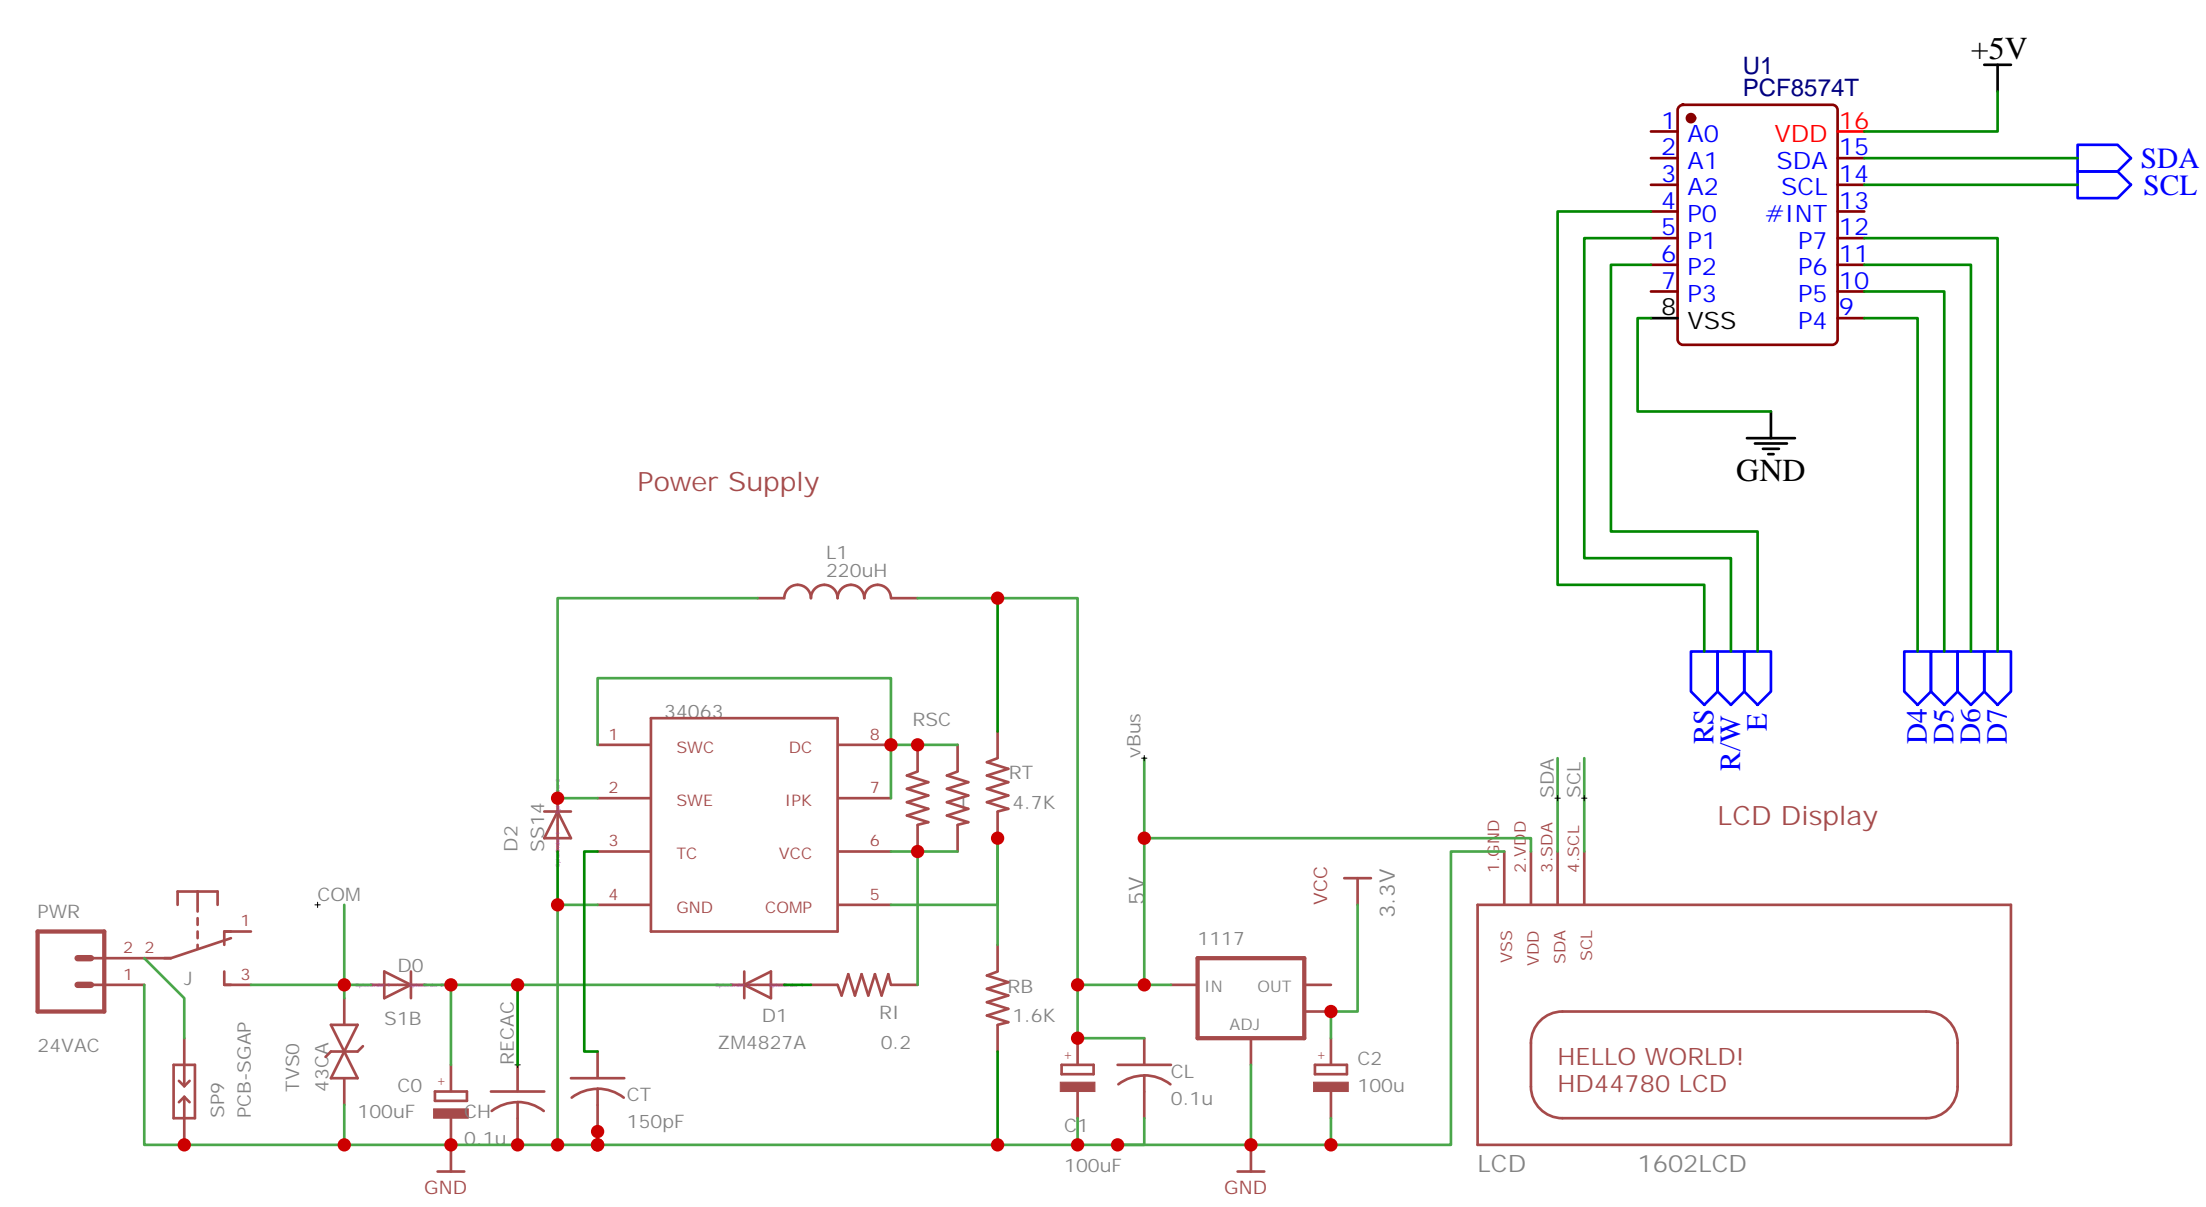 +5V
U1
PCF8574T
1 A0 VDD 16
2 A1 SDA 15 SDA
3 A2 SCL 14 SCL
4 P0 #INT 13
5 P1 P7 12
6 P2 P6 11
7 P3 P5 10
8 VSS P4 9
GND
Power Supply
L1
220uH
RS
R/W
E
D4
D5
D6
D7
34063
RSC
1 SWC DC 8
2 SWE IPK 7
3 TC VCC 6
4 GND COMP 5
D2
SS14
RT
4.7K
vBus
5V
SDA
SCL
LCD Display
1.GND
2.VDD
3.SDA
4.SCL
VCC
3.3V
PWR
2 2
1
1
3
J
24VAC
COM
D0
S1B
D1
ZM4827A
RI
0.2
RB
1.6K
1117
IN OUT
ADJ
VSS
VDD
SDA
SCL
SP9
PCB-SGAP
TVS0
43CA
RECAC
C0
+
100uF
CH
0.1u
CT
150pF
+
C1
100uF
CL
0.1u
+
C2
100u
HELLO WORLD!
HD44780 LCD
LCD 1602LCD
GND
GND